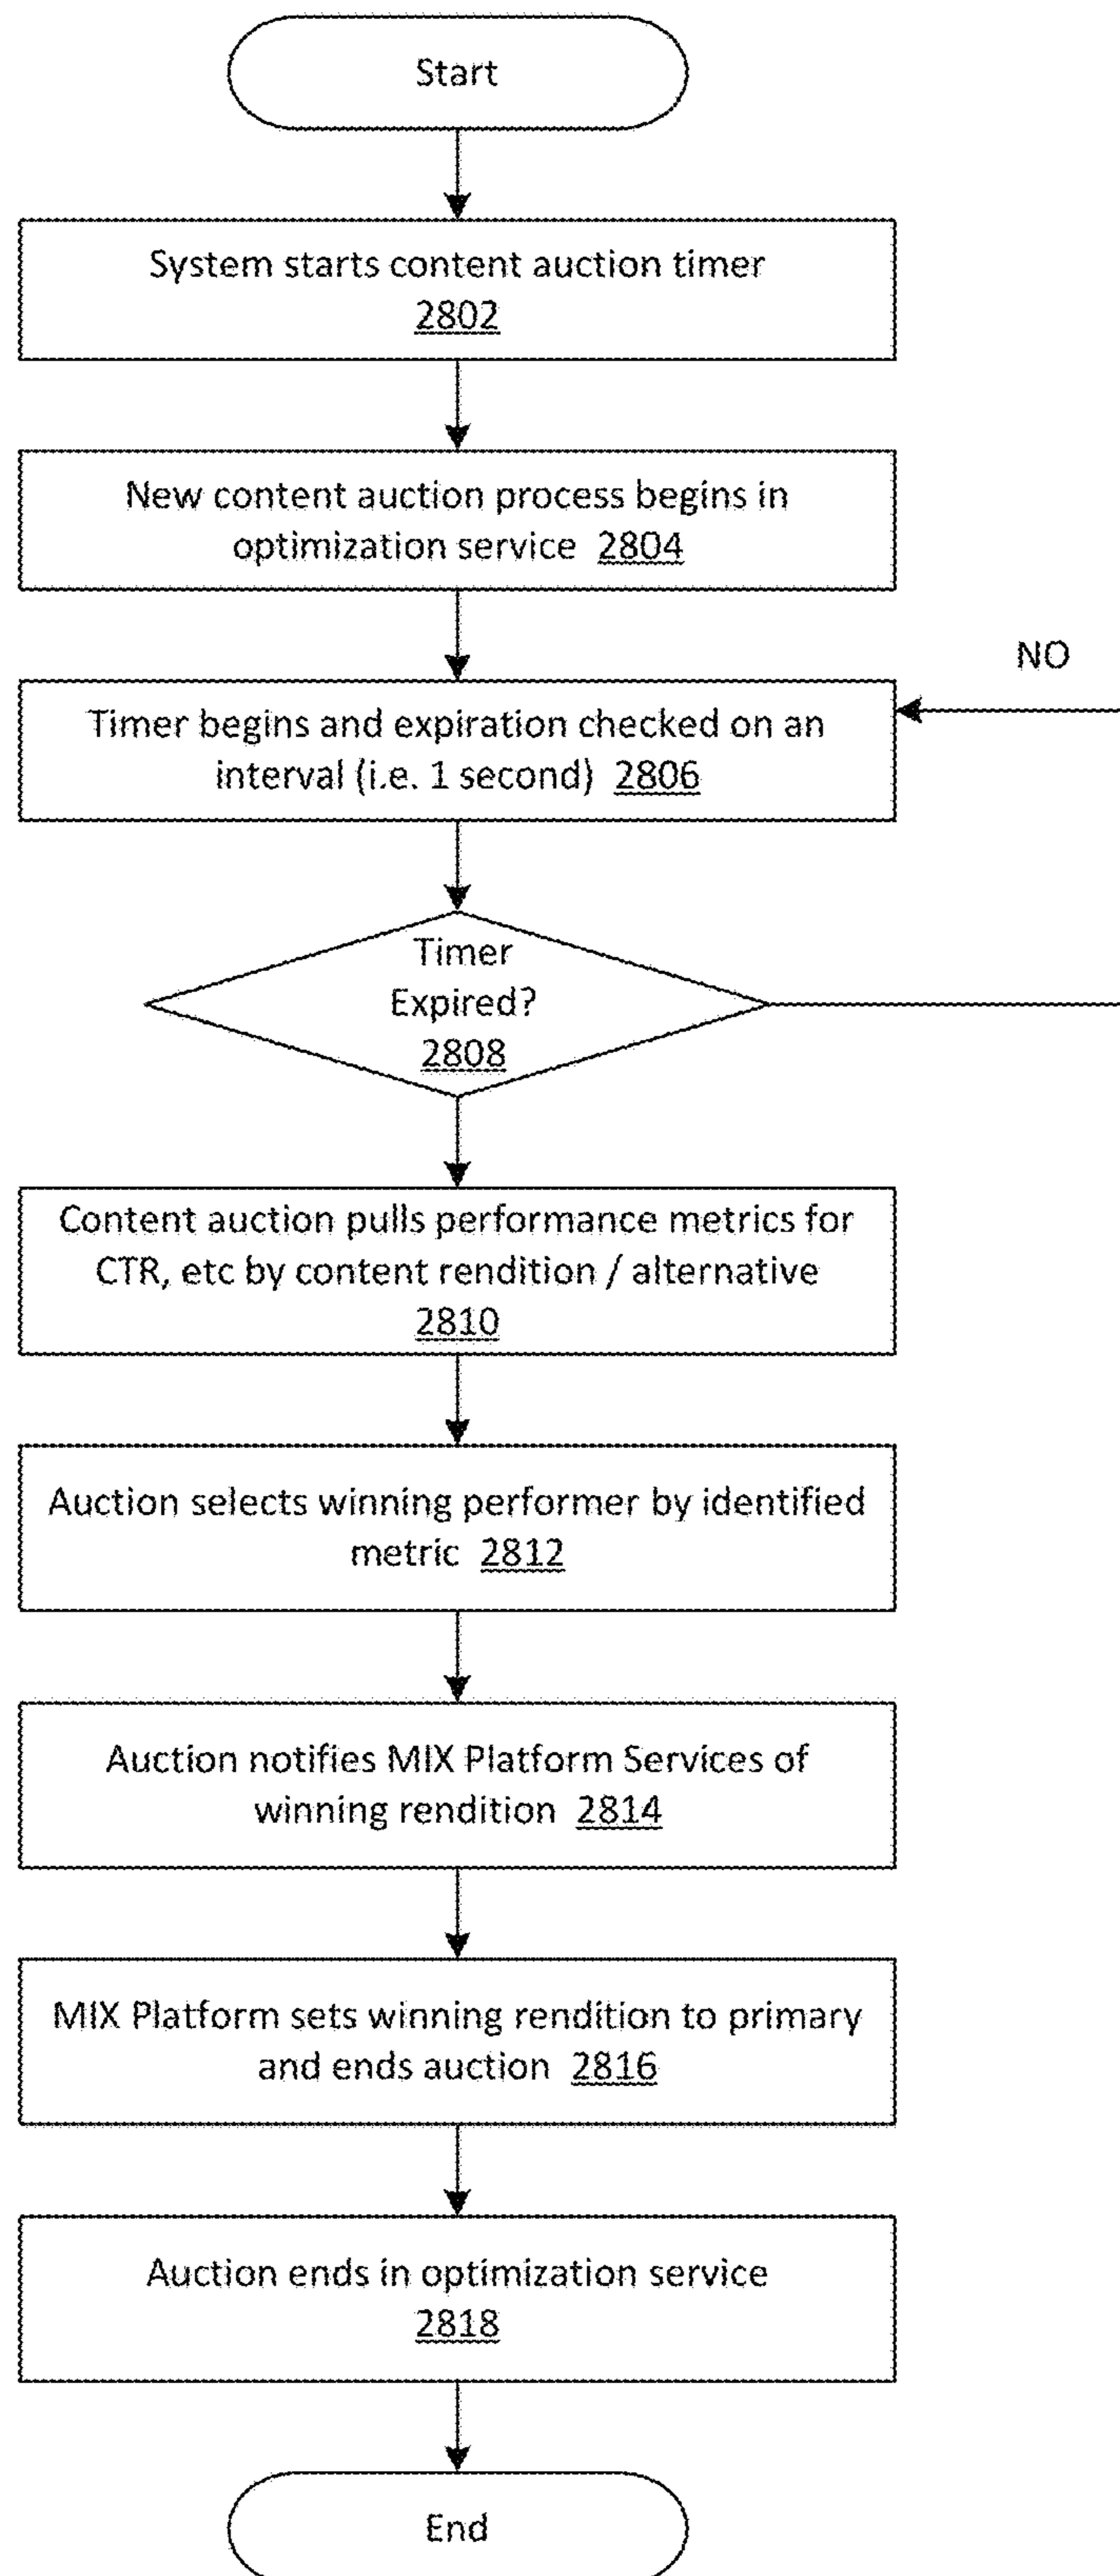 Start
System starts content auction timer
2802
New content auction process begins in
optimization service 2804
NO
Timer begins and expiration checked on an
interval (i.e. 1 second) 2806
Timer
Expired?
2808
Content auction pulls performance metrics for
CTR, etc by content rendition / alternative
2810
Auction selects winning performer by identified
metric 2812
Auction notifies MIX Platform Services of
winning rendition 2814
MIX Platform sets winning rendition to primary
and ends auction 2816
Auction ends in optimization service
2818
End